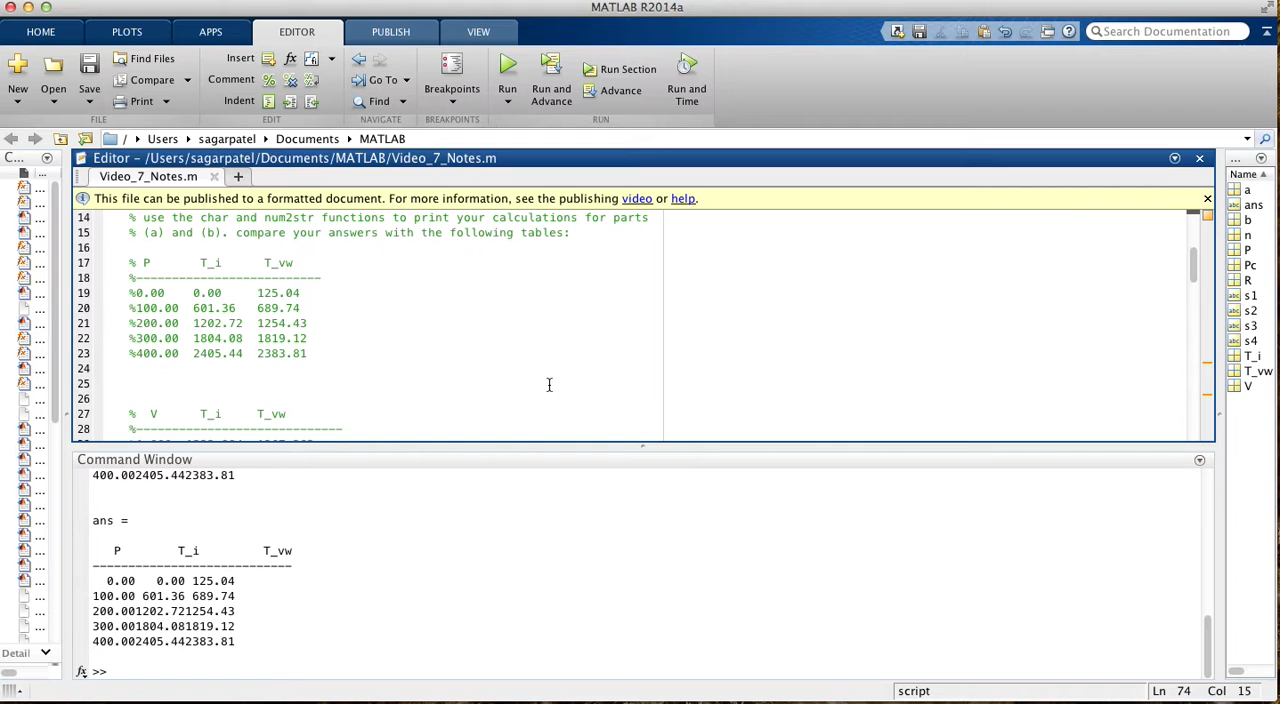 MATLAB R2014a
HOME PLOTS APPS EDITOR PUBLISH VIEW
Search Documentation
New Open Save
Find Files
Compare
Print
FILE
Insert
Comment
Indent
EDIT
Go To
Find
NAVIGATE
Breakpoints
BREAKPOINTS
Run
Run and Advance
Run Section
Advance
Run and Time
RUN
/ Users sagarpatel Documents MATLAB
C...
Editor - /Users/sagarpatel/Documents/MATLAB/Video_7_Notes.m
Video_7_Notes.m
This file can be published to a formatted document. For more information, see the publishing video or help.
14 % use the char and num2str functions to print your calculations for parts
15 % (a) and (b). compare your answers with the following tables:
16
17 % P T_i T_vw
18 %---------------------------
19 %0.00 0.00 125.04
20 %100.00 601.36 689.74
21 %200.00 1202.72 1254.43
22 %300.00 1804.08 1819.12
23 %400.00 2405.44 2383.81
24
25
26
27 % V T_i T_vw
28 %-----------------------------
Command Window
400.002405.442383.81
ans =
P T_i T_vw
----------------------------
0.00 0.00 125.04
100.00 601.36 689.74
200.001202.721254.43
300.001804.081819.12
400.002405.442383.81
fx >>
Detail
...
Name
a
ans
b
n
P
Pc
R
s1
s2
s3
s4
T_i
T_vw
V
script
Ln 74 Col 15